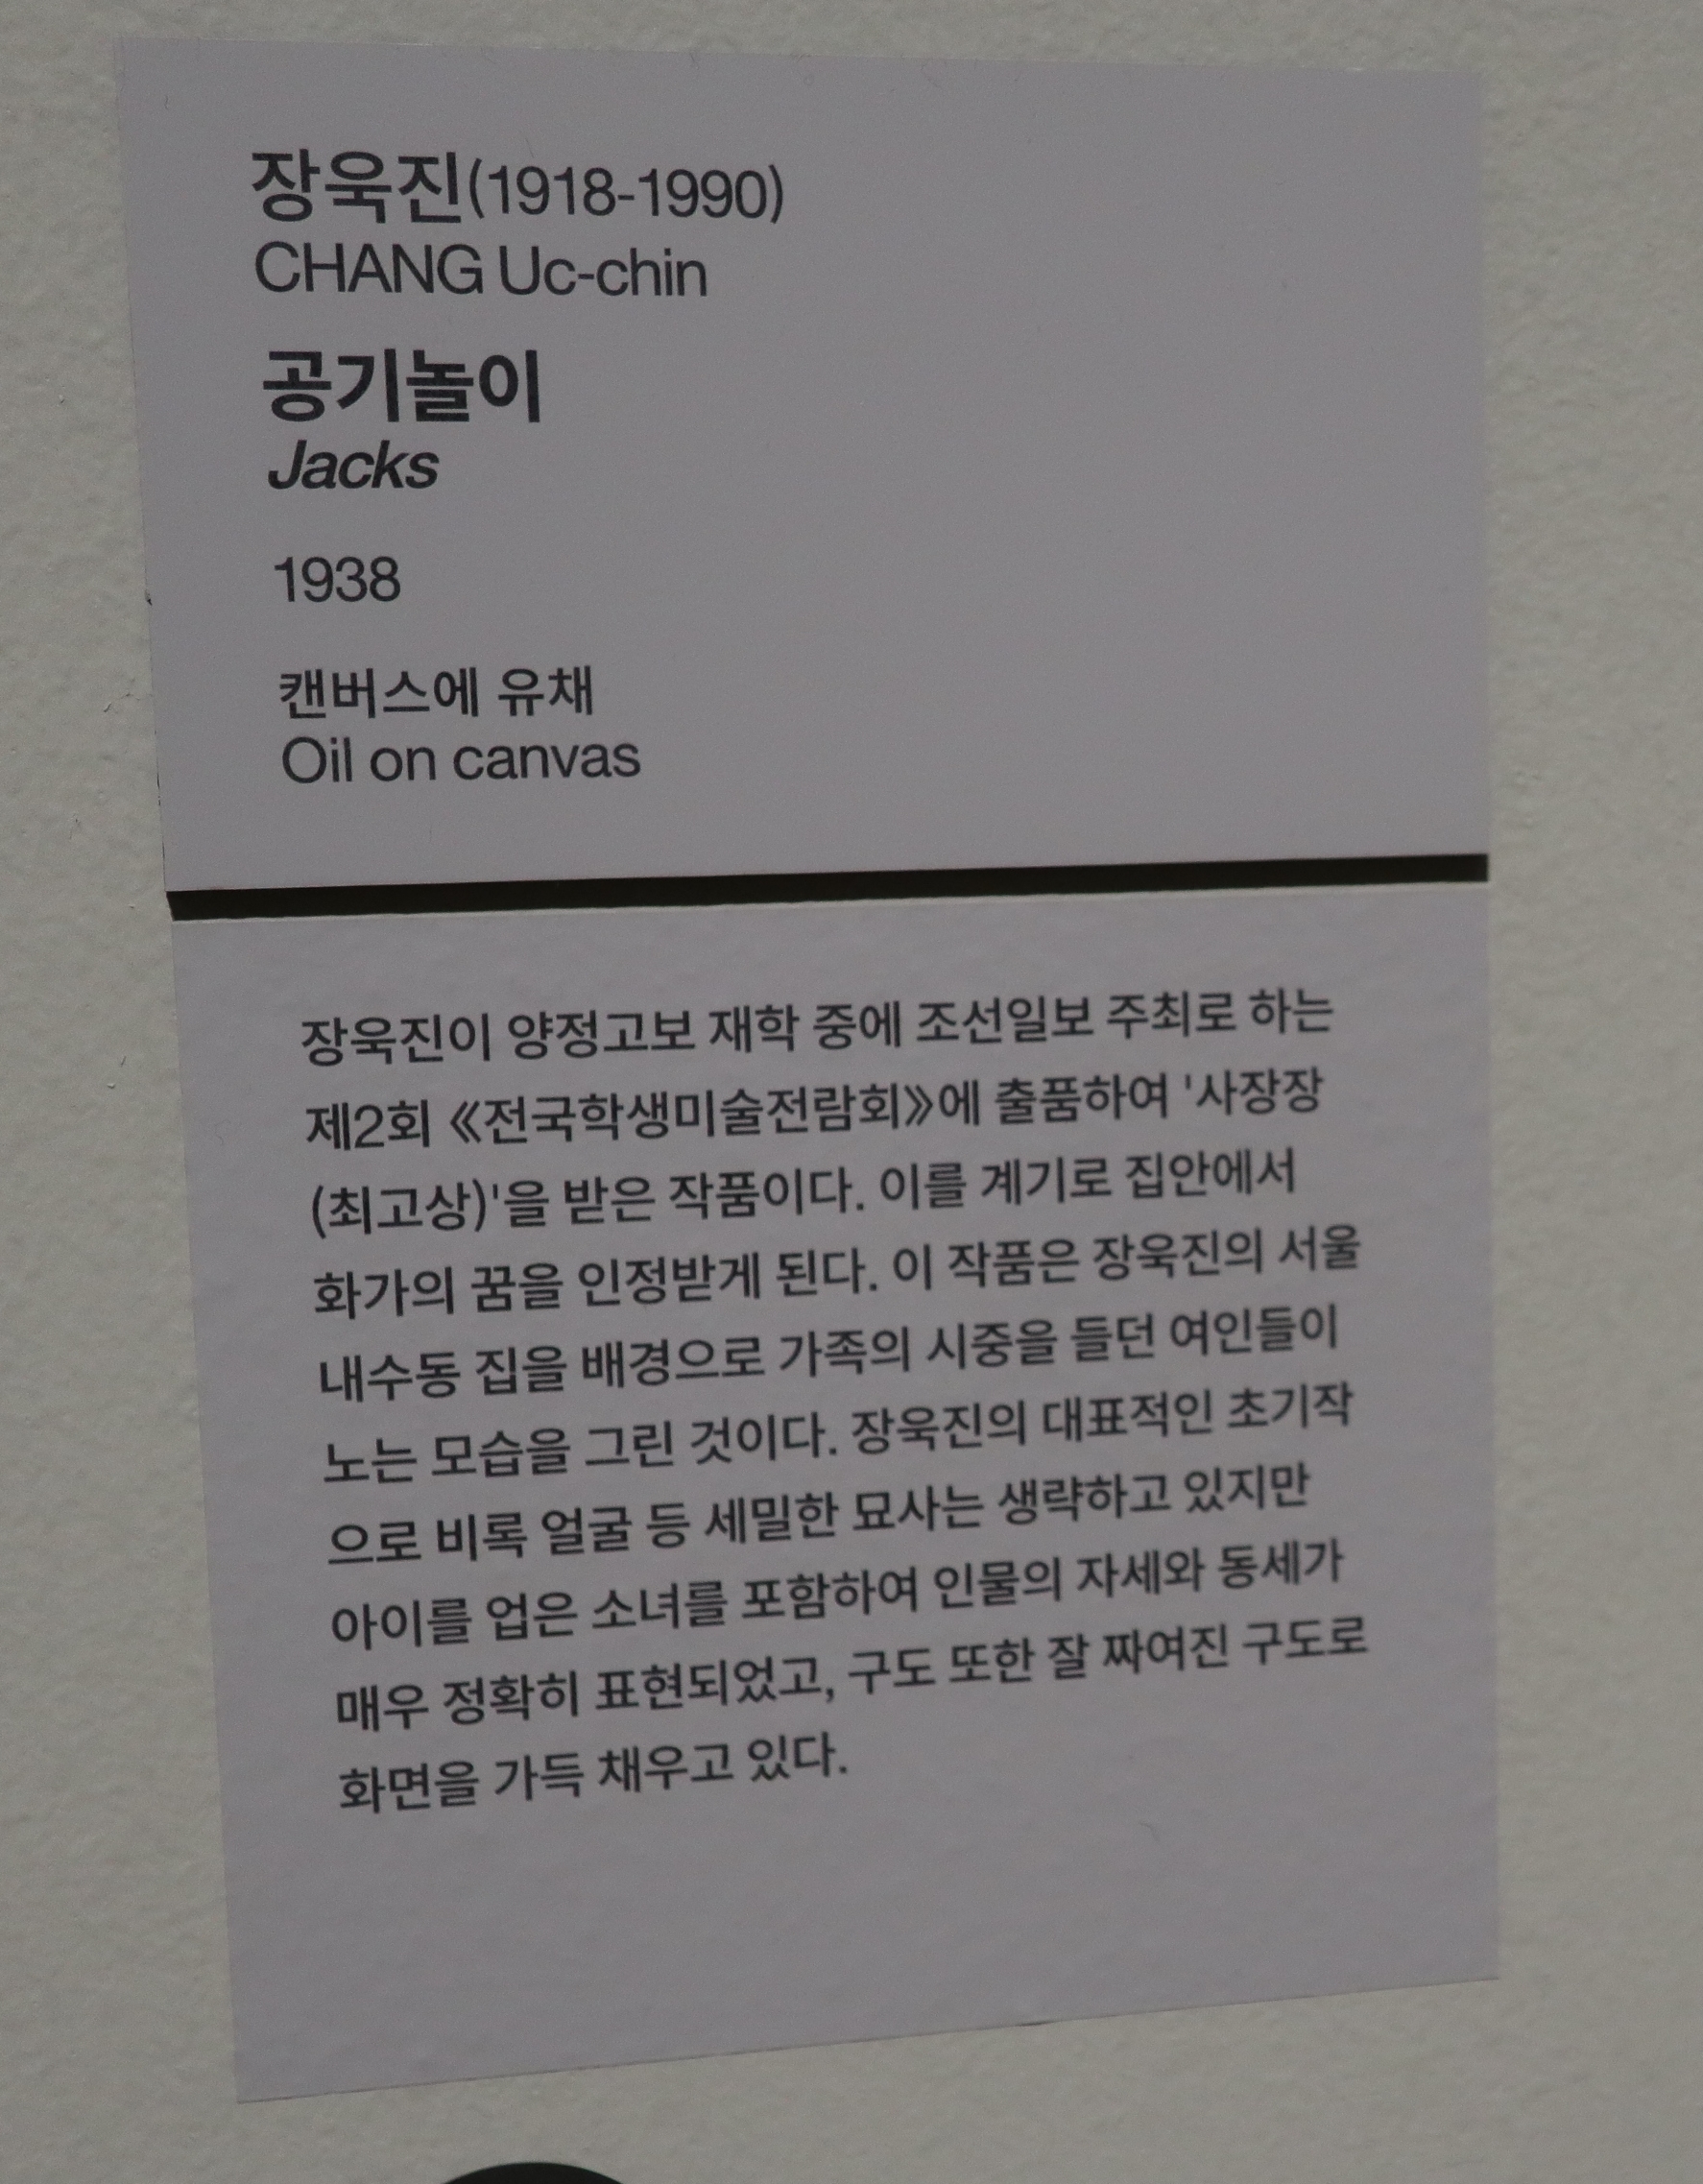 장욱진(1918-1990)
CHANG Uc-chin
공기놀이
Jacks
1938
캔버스에 유채
Oil on canvas
장욱진이 양정고보 재학 중에 조선일보 주최로 하는
제2회 《전국학생미술전람회》에 출품하여 '사장장
(최고상)'을 받은 작품이다. 이를 계기로 집안에서
화가의 꿈을 인정받게 된다. 이 작품은 장욱진의 서울
내수동 집을 배경으로 가족의 시중을 들던 여인들이
노는 모습을 그린 것이다. 장욱진의 대표적인 초기작
으로 비록 얼굴 등 세밀한 묘사는 생략하고 있지만
아이를 업은 소녀를 포함하여 인물의 자세와 동세가
매우 정확히 표현되었고, 구도 또한 잘 짜여진 구도로
화면을 가득 채우고 있다.